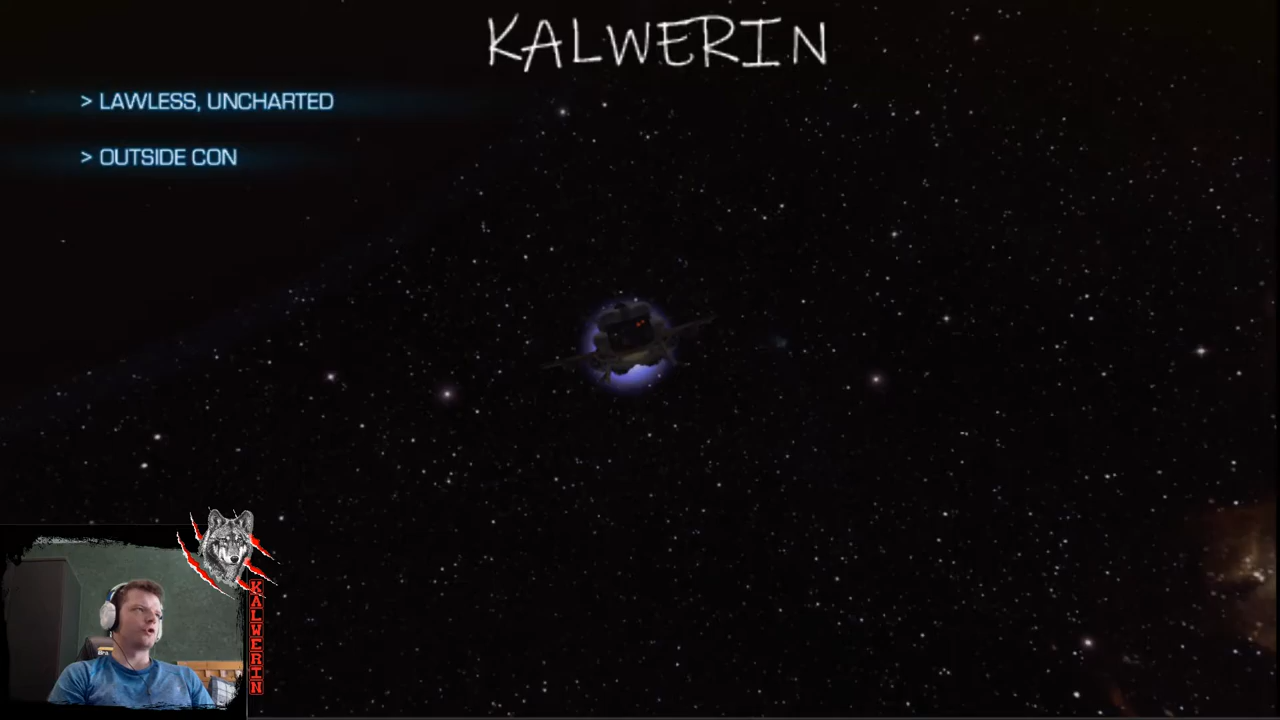 KALWERIN
> LAWLESS, UNCHARTED
> OUTSIDE CON
KALWERIN